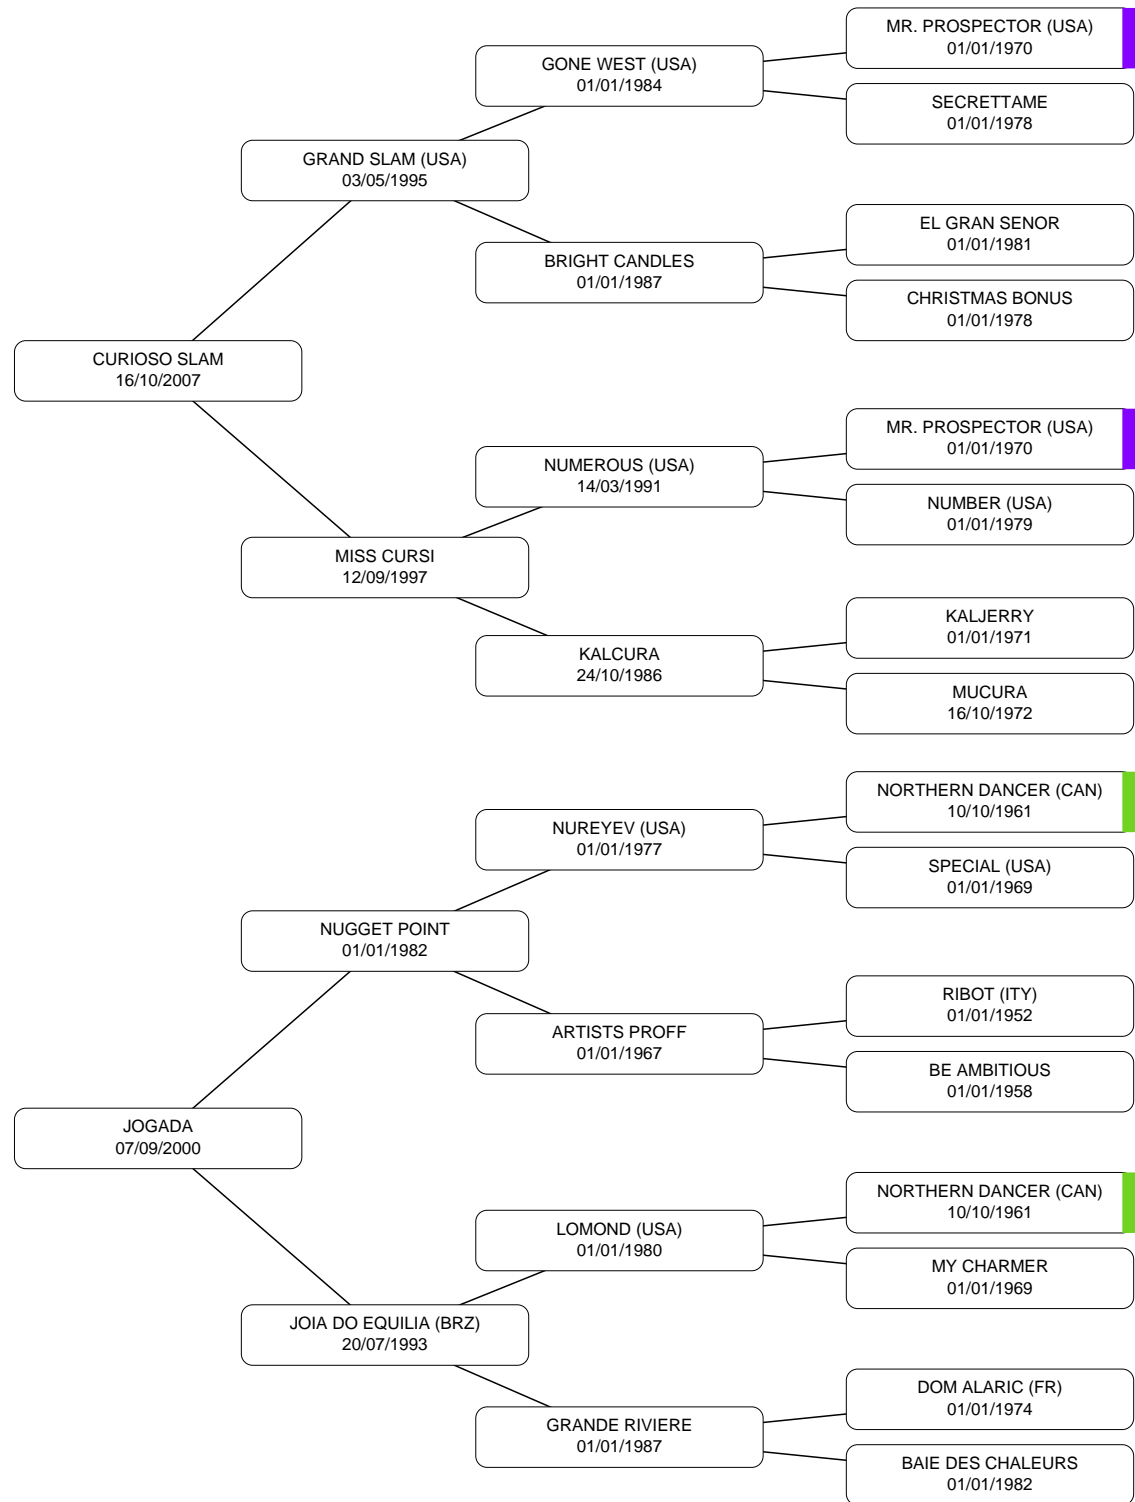 MR. PROSPECTOR (USA)
01/01/1970
GONE WEST (USA)
01/01/1984
SECRETTAME
01/01/1978
GRAND SLAM (USA)
03/05/1995
EL GRAN SENOR
01/01/1981
BRIGHT CANDLES
01/01/1987
CHRISTMAS BONUS
01/01/1978
CURIOSO SLAM
16/10/2007
MR. PROSPECTOR (USA)
01/01/1970
NUMEROUS (USA)
14/03/1991
NUMBER (USA)
01/01/1979
MISS CURSI
12/09/1997
KALJERRY
01/01/1971
KALCURA
24/10/1986
MUCURA
16/10/1972
NORTHERN DANCER (CAN)
10/10/1961
NUREYEV (USA)
01/01/1977
SPECIAL (USA)
01/01/1969
NUGGET POINT
01/01/1982
RIBOT (ITY)
01/01/1952
ARTISTS PROFF
01/01/1967
BE AMBITIOUS
01/01/1958
JOGADA
07/09/2000
NORTHERN DANCER (CAN)
10/10/1961
LOMOND (USA)
01/01/1980
MY CHARMER
01/01/1969
JOIA DO EQUILIA (BRZ)
20/07/1993
DOM ALARIC (FR)
01/01/1974
GRANDE RIVIERE
01/01/1987
BAIE DES CHALEURS
01/01/1982